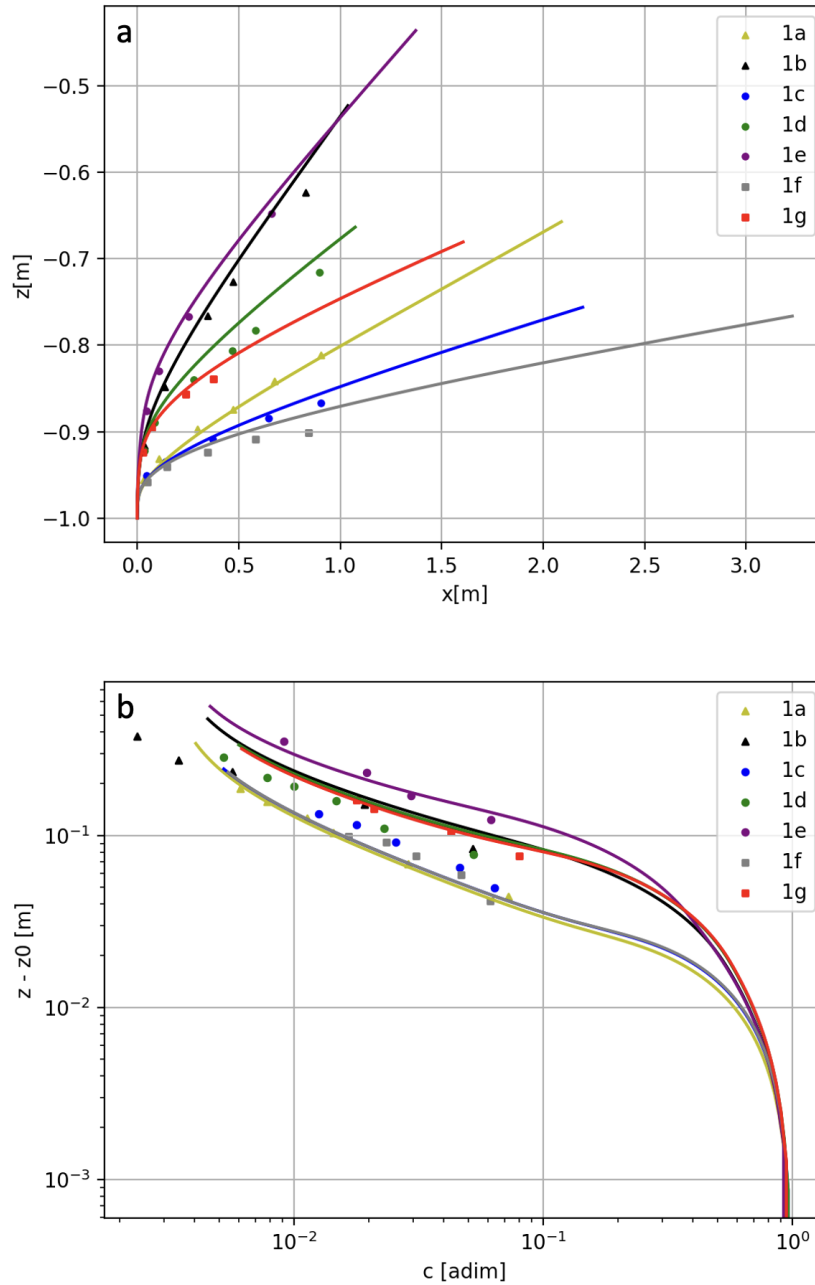 a
1a
1b
1c
1d
1e
1f
1g
−0.5
−0.6
−0.7
−0.8
−0.9
−1.0
z[m]
0.0 0.5 1.0 1.5 2.0 2.5 3.0
x[m]
b
1a
1b
1c
1d
1e
1f
1g
10⁻¹
10⁻²
10⁻³
z - z0 [m]
10⁻² 10⁻¹ 10⁰
c [adim]